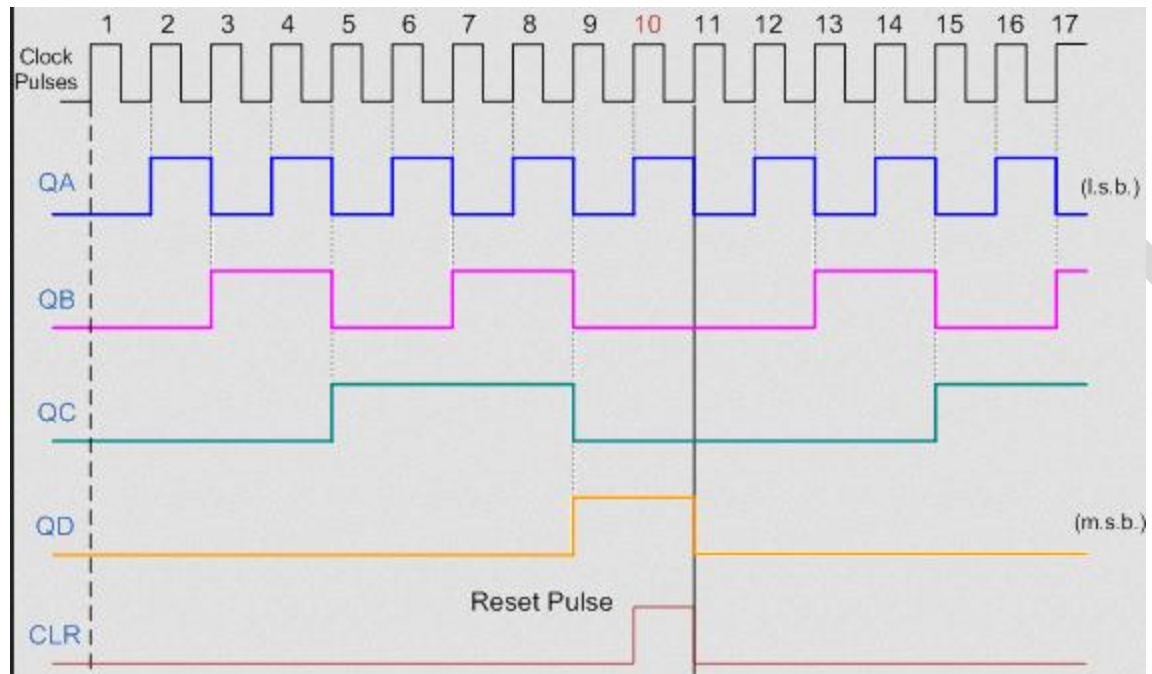 1 2 3 4 5 6 7 8 9 10 11 12 13 14 15 16 17
Clock
Pulses
QA
(l.s.b.)
QB
QC
QD
(m.s.b.)
Reset Pulse
CLR